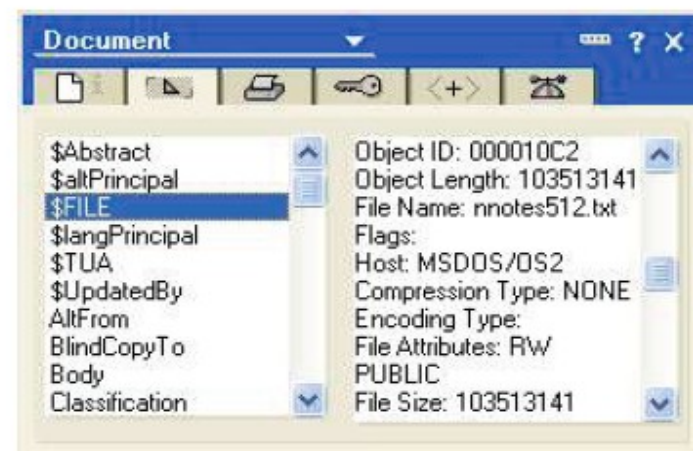 Document
? X
<+>
$Abstract
$altPrincipal
$FILE
$langPrincipal
$TUA
$UpdatedBy
AltFrom
BlindCopyTo
Body
Classification
Object ID: 000010C2
Object Length: 103513141
File Name: nnotes512.txt
Flags:
Host: MSDOS/OS2
Compression Type: NONE
Encoding Type:
File Attributes: RW
PUBLIC
File Size: 103513141